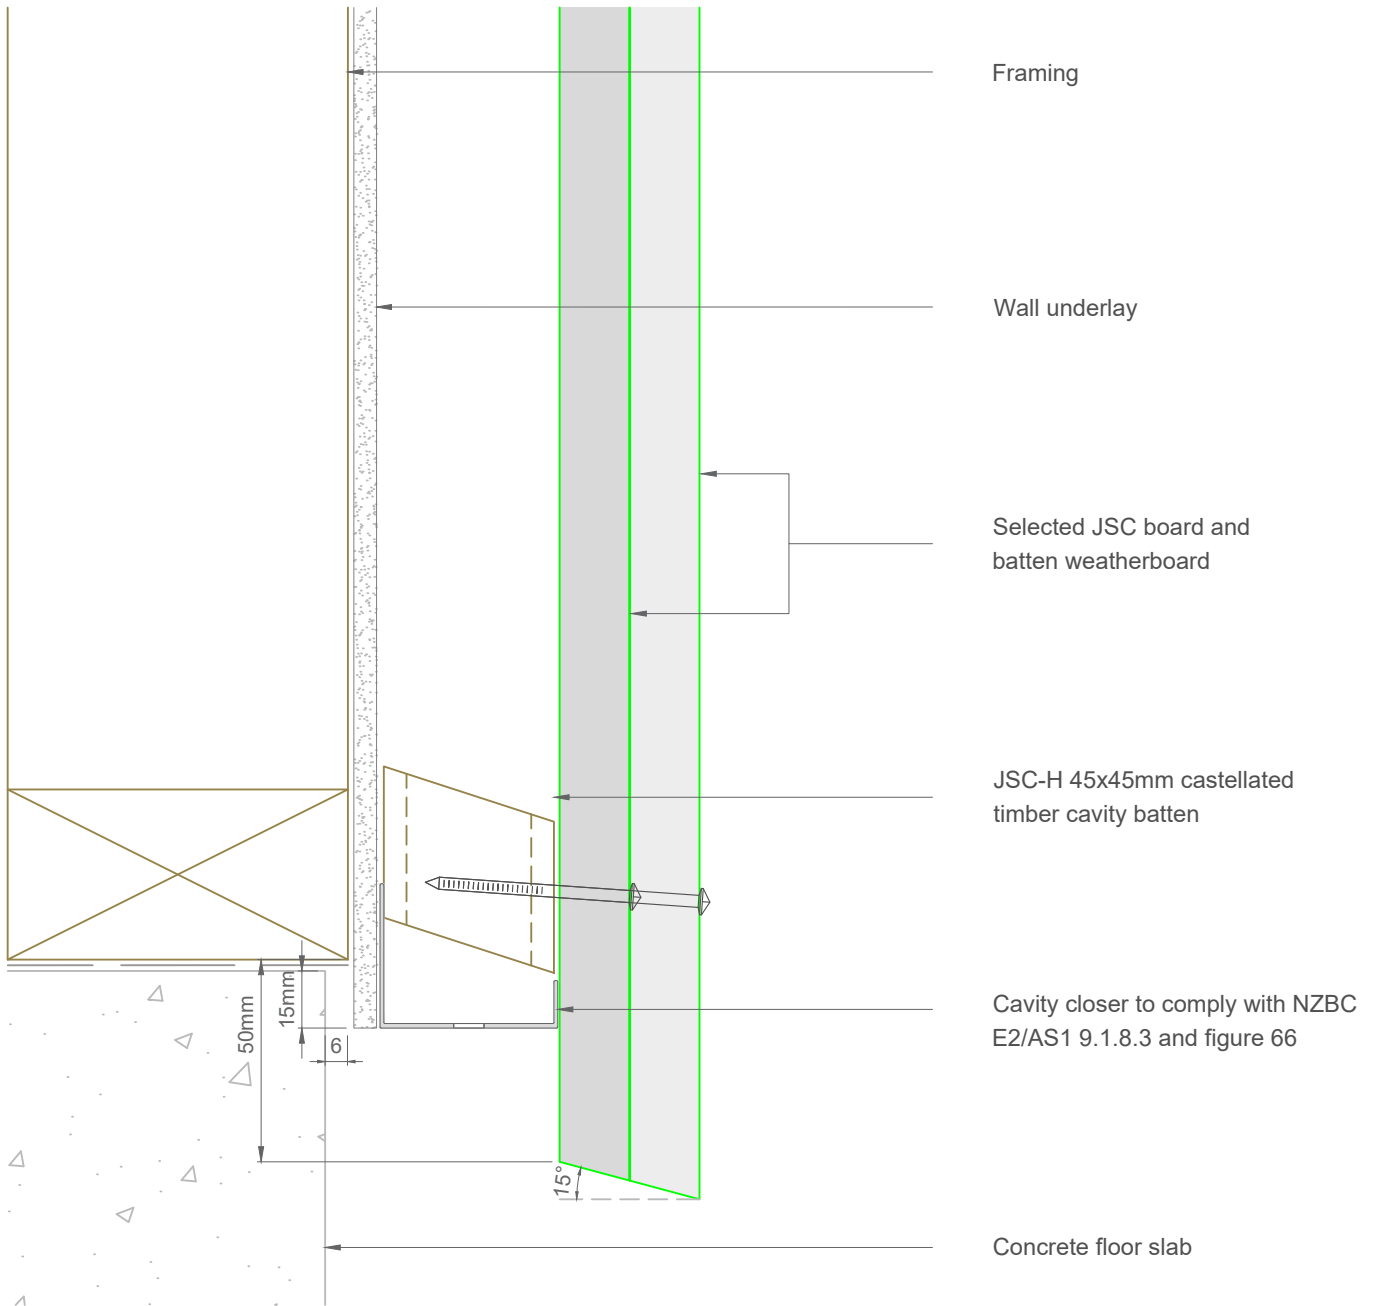 Framing
Wall underlay
Selected JSC board and
batten weatherboard
JSC-H 45x45mm castellated
timber cavity batten
Cavity closer to comply with NZBC
E2/AS1 9.1.8.3 and figure 66
15mm
50mm
6
15°
Concrete floor slab